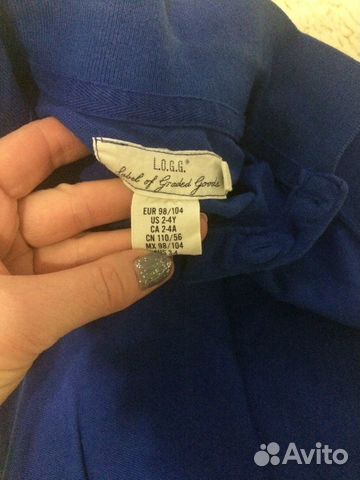 L.O.G.G.®
Label of Graded Goods
EUR 98/104
US 2-4Y
CA 2-4A
CN 110/56
MX 98/104
Avito